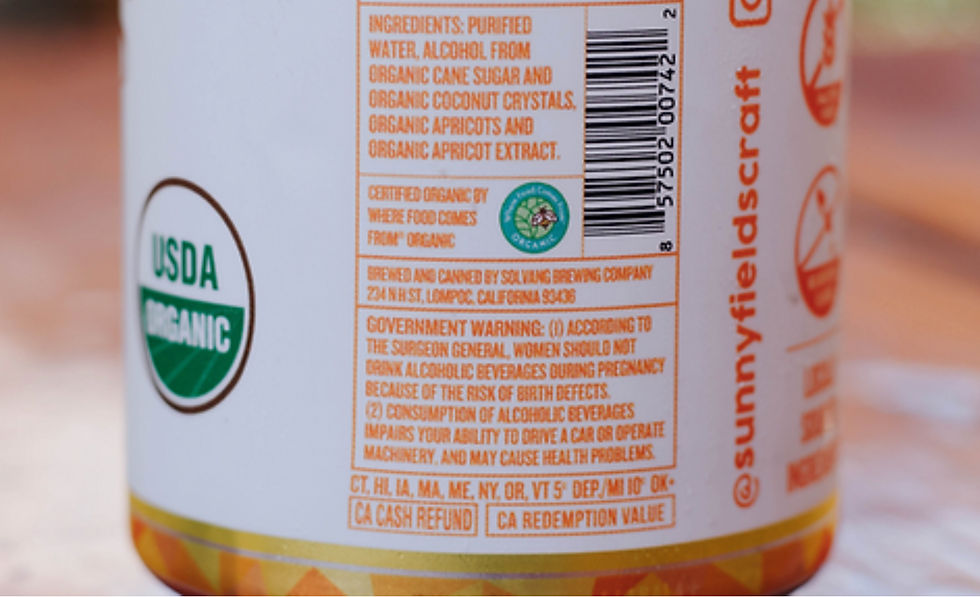 INGREDIENTS: PURIFIED
WATER, ALCOHOL FROM
ORGANIC CANE SUGAR AND
ORGANIC COCONUT CRYSTALS,
ORGANIC APRICOTS AND
ORGANIC APRICOT EXTRACT.
CERTIFIED ORGANIC BY
WHERE FOOD COMES
FROM® ORGANIC
Where Food Comes From
ORGANIC
8 57502 00742 2
BREWED AND CANNED BY SOLVANG BREWING COMPANY
234 N H ST, LOMPOC, CALIFORNIA 93436
GOVERNMENT WARNING: (1) ACCORDING TO
THE SURGEON GENERAL, WOMEN SHOULD NOT
DRINK ALCOHOLIC BEVERAGES DURING PREGNANCY
BECAUSE OF THE RISK OF BIRTH DEFECTS.
(2) CONSUMPTION OF ALCOHOLIC BEVERAGES
IMPAIRS YOUR ABILITY TO DRIVE A CAR OR OPERATE
MACHINERY, AND MAY CAUSE HEALTH PROBLEMS.
CT, HI, IA, MA, ME, NY, OR, VT 5¢ DEP./MI 10¢ OK+
CA CASH REFUND
CA REDEMPTION VALUE
USDA
ORGANIC
@sunnyfieldscraft